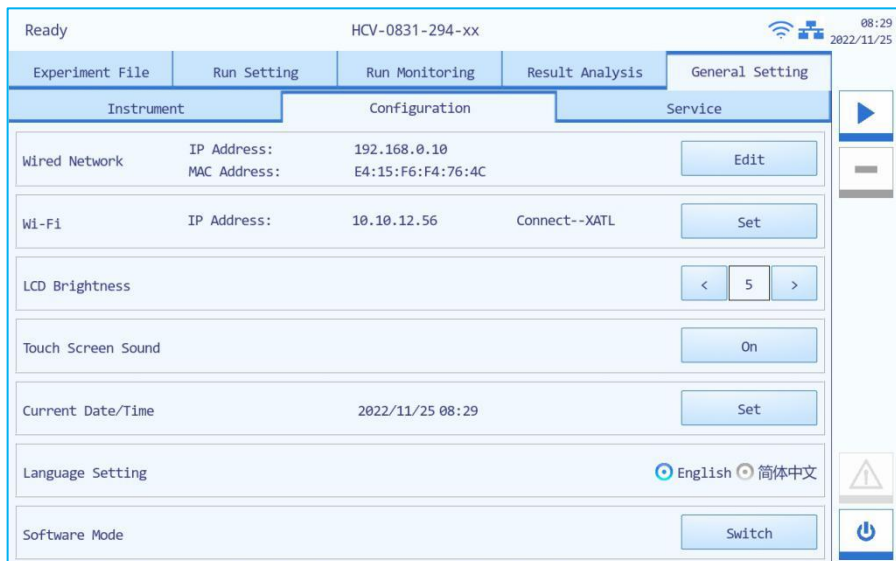 Ready HCV-0831-294-xx 08:29
2022/11/25
Experiment File Run Setting Run Monitoring Result Analysis General Setting
Instrument Configuration Service
Wired Network IP Address: 192.168.0.10 Edit
MAC Address: E4:15:F6:F4:76:4C
Wi-Fi IP Address: 10.10.12.56 Connect--XATL Set
LCD Brightness < 5 >
Touch Screen Sound On
Current Date/Time 2022/11/25 08:29 Set
Language Setting English 简体中文
Software Mode Switch